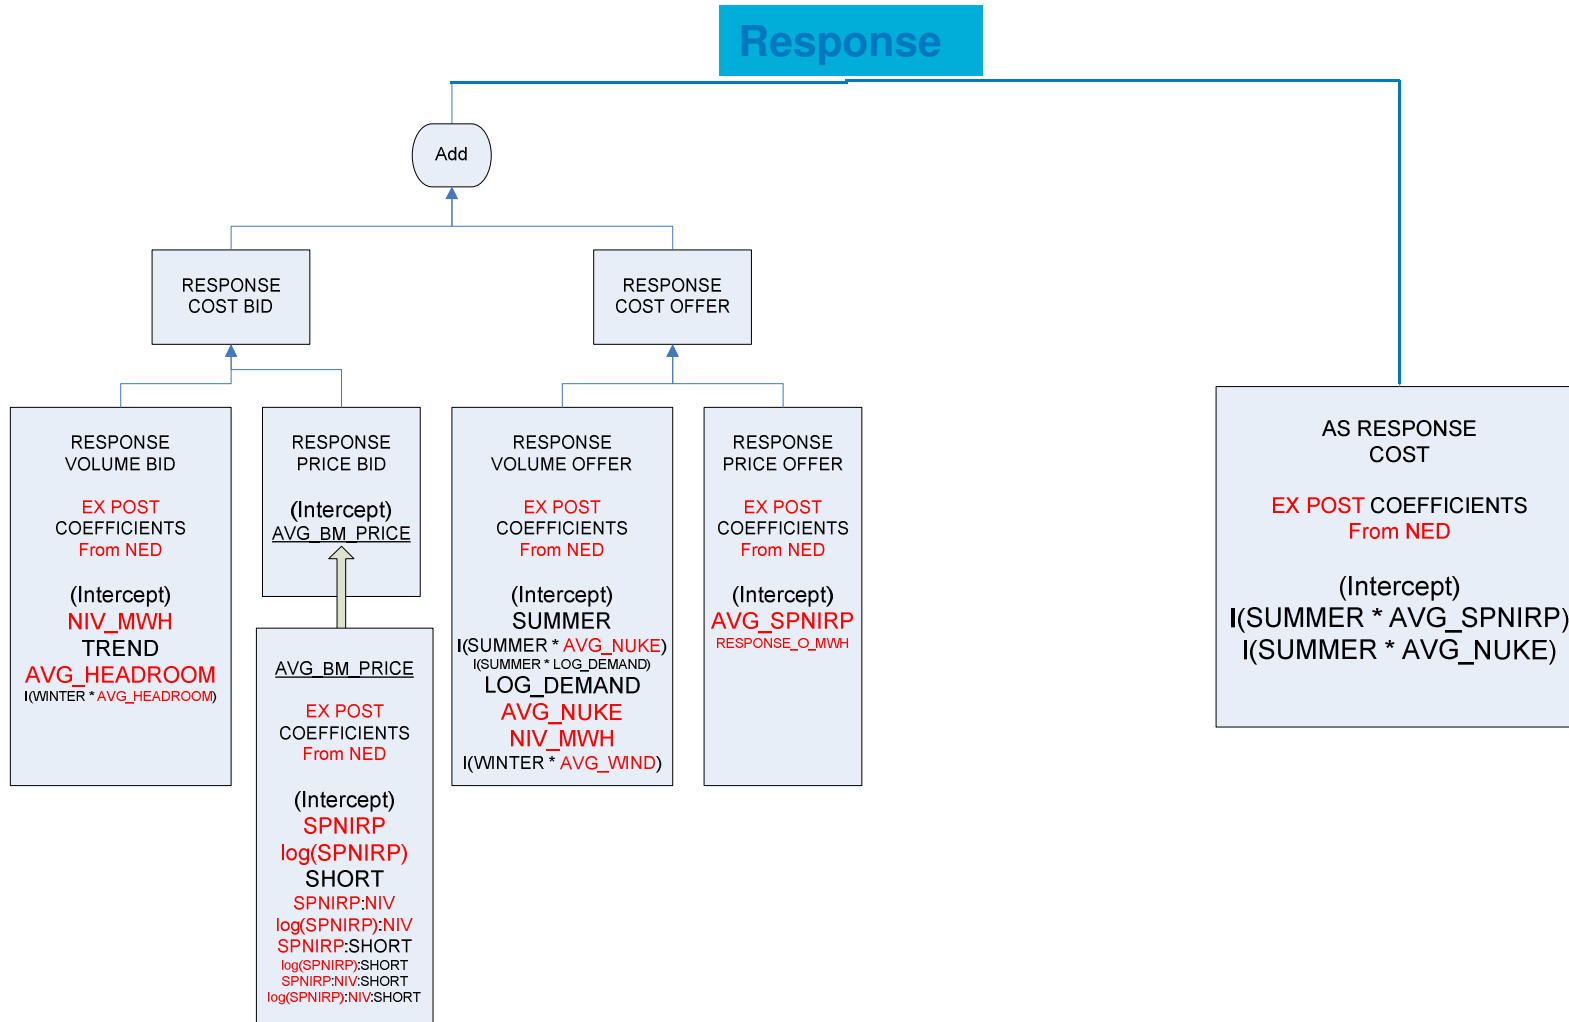 Response
Add
RESPONSE
COST BID
RESPONSE
COST OFFER
RESPONSE
VOLUME BID
EX POST
COEFFICIENTS
From NED
(Intercept)
NIV_MWH
TREND
AVG_HEADROOM
I(WINTER * AVG_HEADROOM)
RESPONSE
PRICE BID
(Intercept)
AVG_BM_PRICE
AVG_BM_PRICE
EX POST
COEFFICIENTS
From NED
(Intercept)
SPNIRP
log(SPNIRP)
SHORT
SPNIRP:NIV
log(SPNIRP):NIV
SPNIRP:SHORT
log(SPNIRP):SHORT
SPNIRP:NIV:SHORT
log(SPNIRP):NIV:SHORT
RESPONSE
VOLUME OFFER
EX POST
COEFFICIENTS
From NED
(Intercept)
SUMMER
I(SUMMER * AVG_NUKE)
I(SUMMER * LOG_DEMAND)
LOG_DEMAND
AVG_NUKE
NIV_MWH
I(WINTER * AVG_WIND)
RESPONSE
PRICE OFFER
EX POST
COEFFICIENTS
From NED
(Intercept)
AVG_SPNIRP
RESPONSE_O_MWH
AS RESPONSE
COST
EX POST COEFFICIENTS
From NED
(Intercept)
I(SUMMER * AVG_SPNIRP)
I(SUMMER * AVG_NUKE)